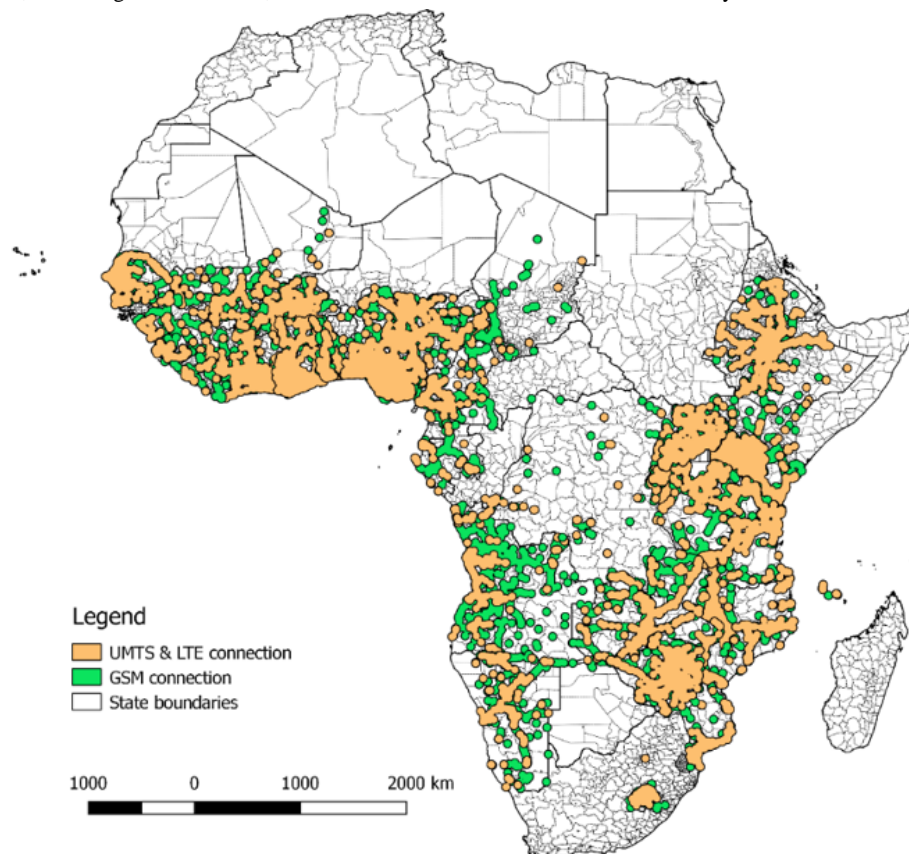 Legend
UMTS & LTE connection
GSM connection
State boundaries
1000 0 1000 2000 km